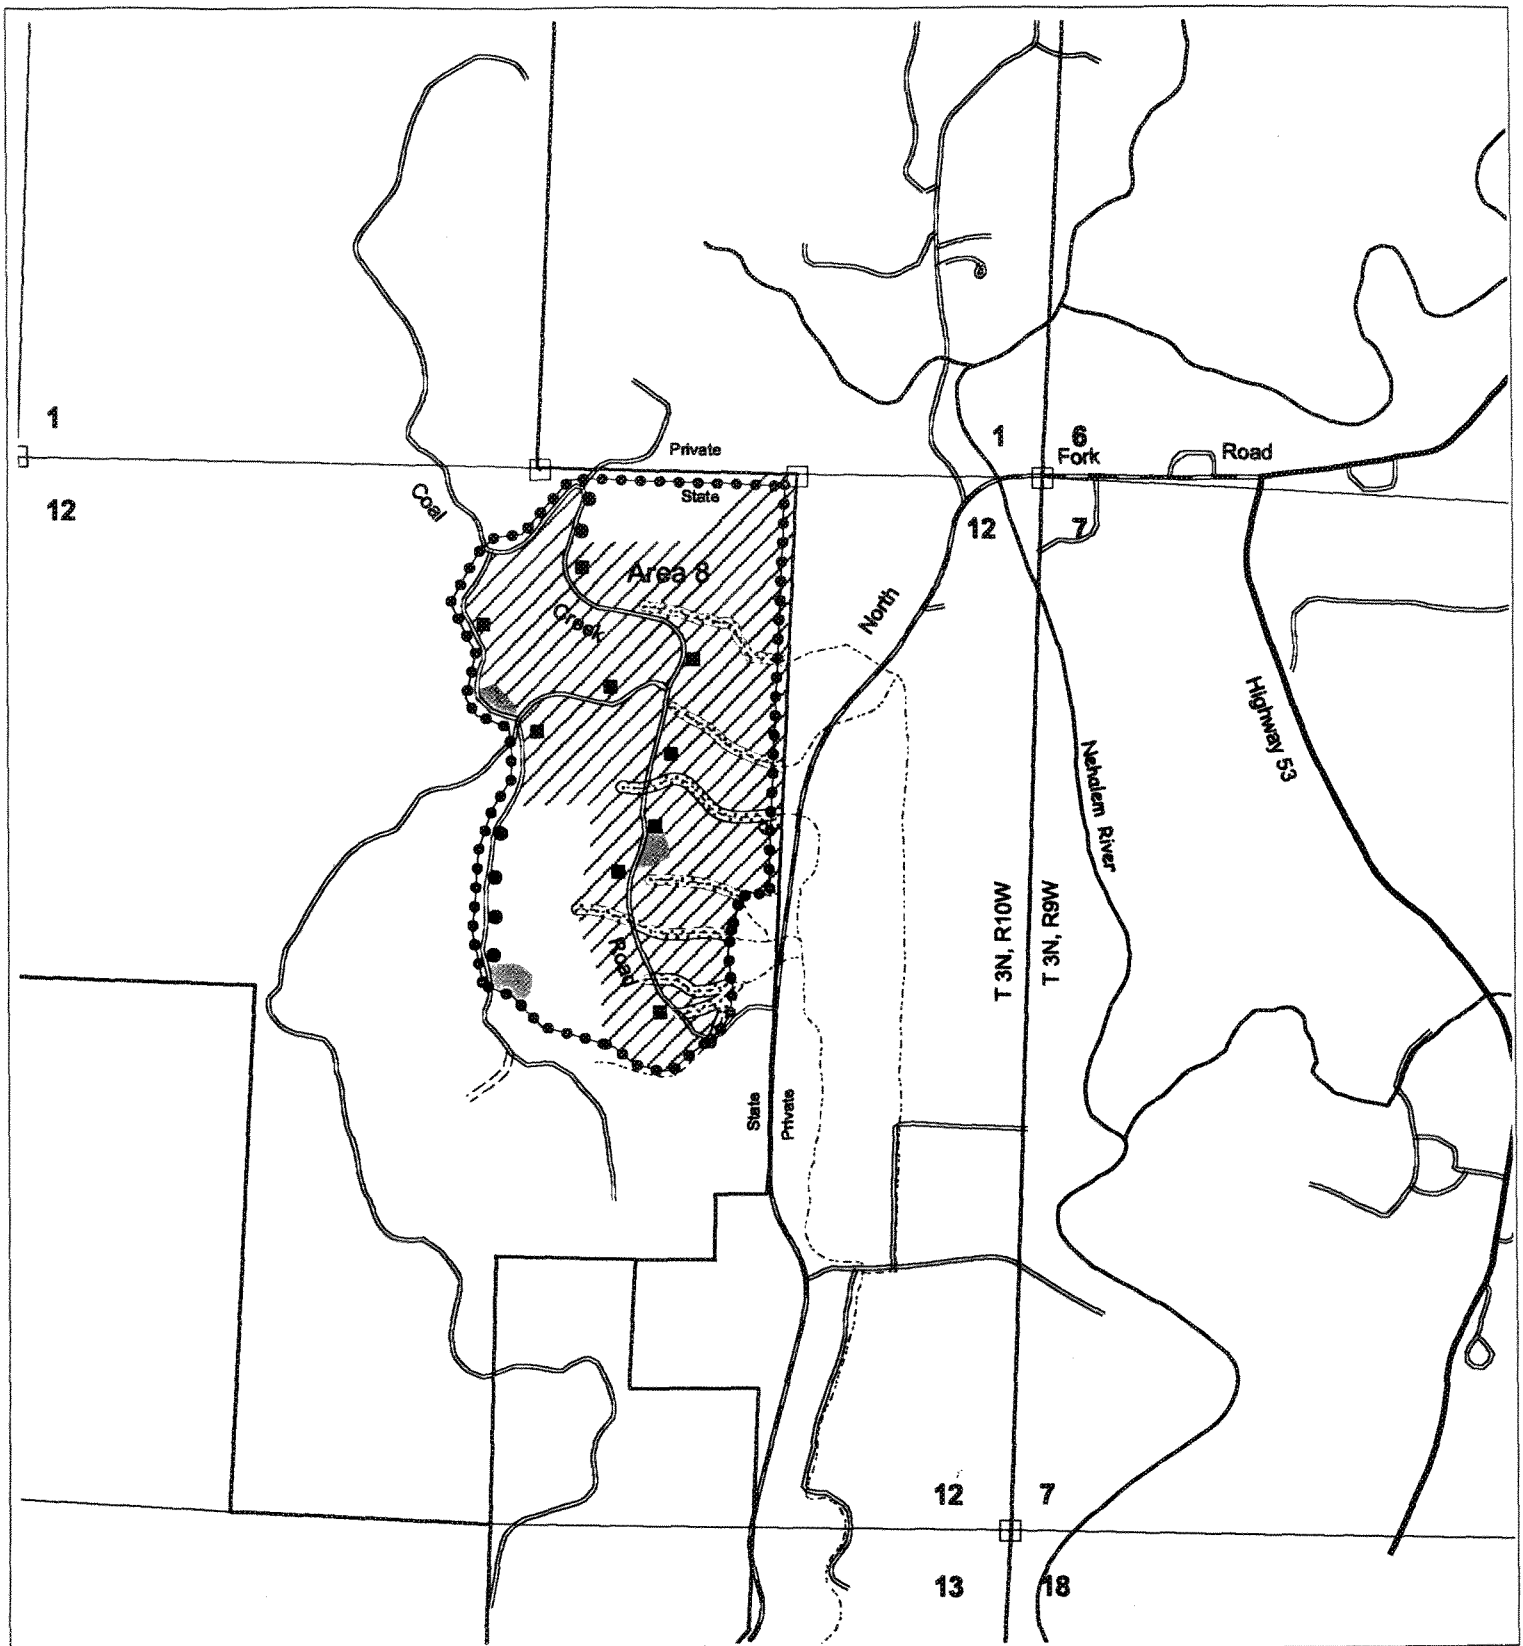 1
Private
1
6
Fork
Road
State
Coal
12
12
7
Area 8
Creek
North
Highway 53
Nehalem River
Road
T 3N, R10W
T 3N, R9W
State
Private
12
7
13
18